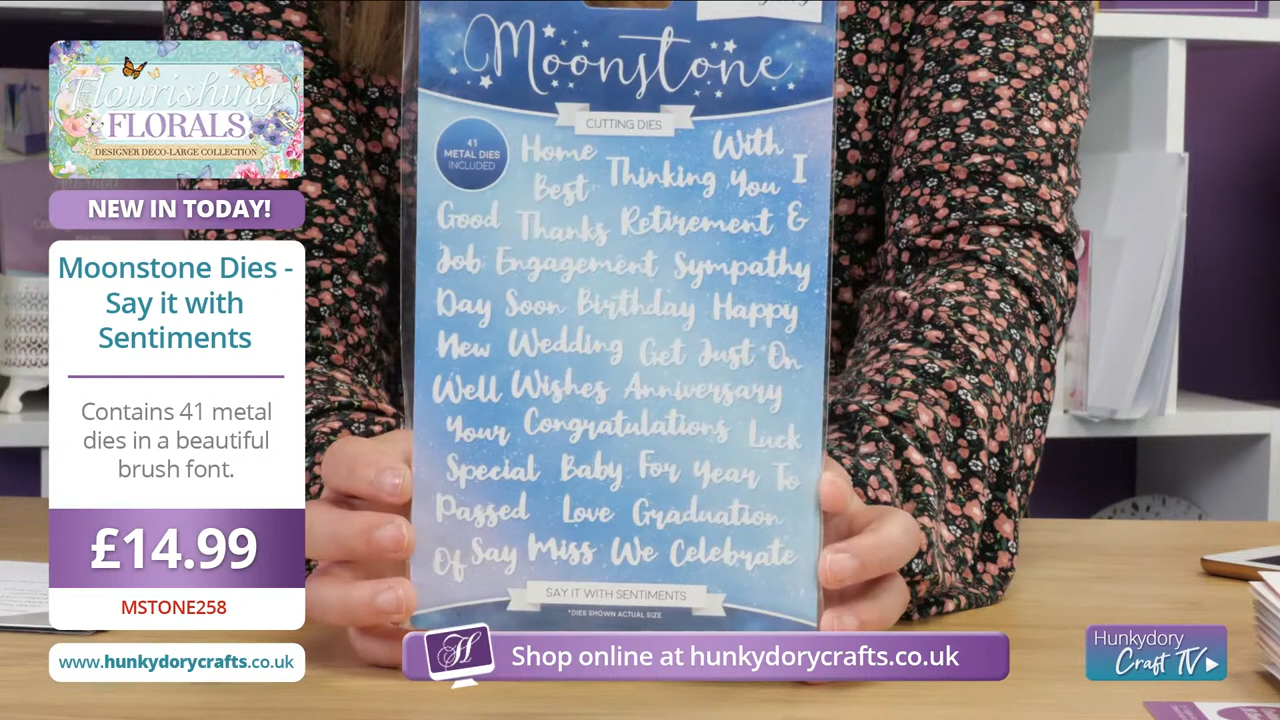 Flourishing
FLORALS
DESIGNER DECO-LARGE COLLECTION
NEW IN TODAY!
Moonstone Dies -
Say it with
Sentiments
Contains 41 metal
dies in a beautiful
brush font.
£14.99
MSTONE258
www.hunkydorycrafts.co.uk
Moonstone
CUTTING DIES
41
METAL DIES
INCLUDED
Home With
Best Thinking You I
Good Thanks Retirement &
Job Engagement Sympathy
Day Soon Birthday Happy
New Wedding Get Just On
Well Wishes Anniversary
Your Congratulations Luck
Special Baby For Year To
Passed Love Graduation
Of Say Miss We Celebrate
SAY IT WITH SENTIMENTS
*DIES SHOWN ACTUAL SIZE
H
Shop online at hunkydorycrafts.co.uk
Hunkydory
Craft TV